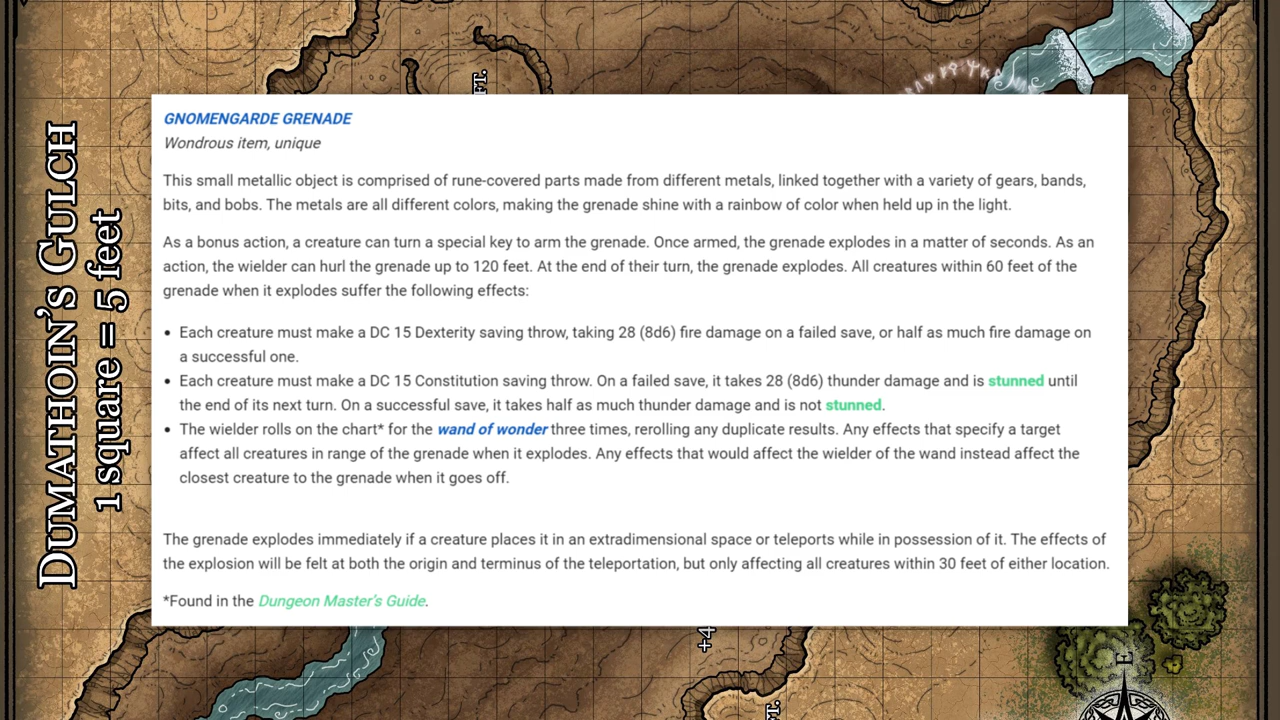 DUMATHOIN'S GULCH
1 square = 5 feet
FT.
GNOMENGARDE GRENADE
Wondrous item, unique
This small metallic object is comprised of rune-covered parts made from different metals, linked together with a variety of gears, bands,
bits, and bobs. The metals are all different colors, making the grenade shine with a rainbow of color when held up in the light.
As a bonus action, a creature can turn a special key to arm the grenade. Once armed, the grenade explodes in a matter of seconds. As an
action, the wielder can hurl the grenade up to 120 feet. At the end of their turn, the grenade explodes. All creatures within 60 feet of the
grenade when it explodes suffer the following effects:
• Each creature must make a DC 15 Dexterity saving throw, taking 28 (8d6) fire damage on a failed save, or half as much fire damage on
a successful one.
• Each creature must make a DC 15 Constitution saving throw. On a failed save, it takes 28 (8d6) thunder damage and is stunned until
the end of its next turn. On a successful save, it takes half as much thunder damage and is not stunned.
• The wielder rolls on the chart* for the wand of wonder three times, rerolling any duplicate results. Any effects that specify a target
affect all creatures in range of the grenade when it explodes. Any effects that would affect the wielder of the wand instead affect the
closest creature to the grenade when it goes off.
The grenade explodes immediately if a creature places it in an extradimensional space or teleports while in possession of it. The effects of
the explosion will be felt at both the origin and terminus of the teleportation, but only affecting all creatures within 30 feet of either location.
*Found in the Dungeon Master's Guide.
+4
FT.
E